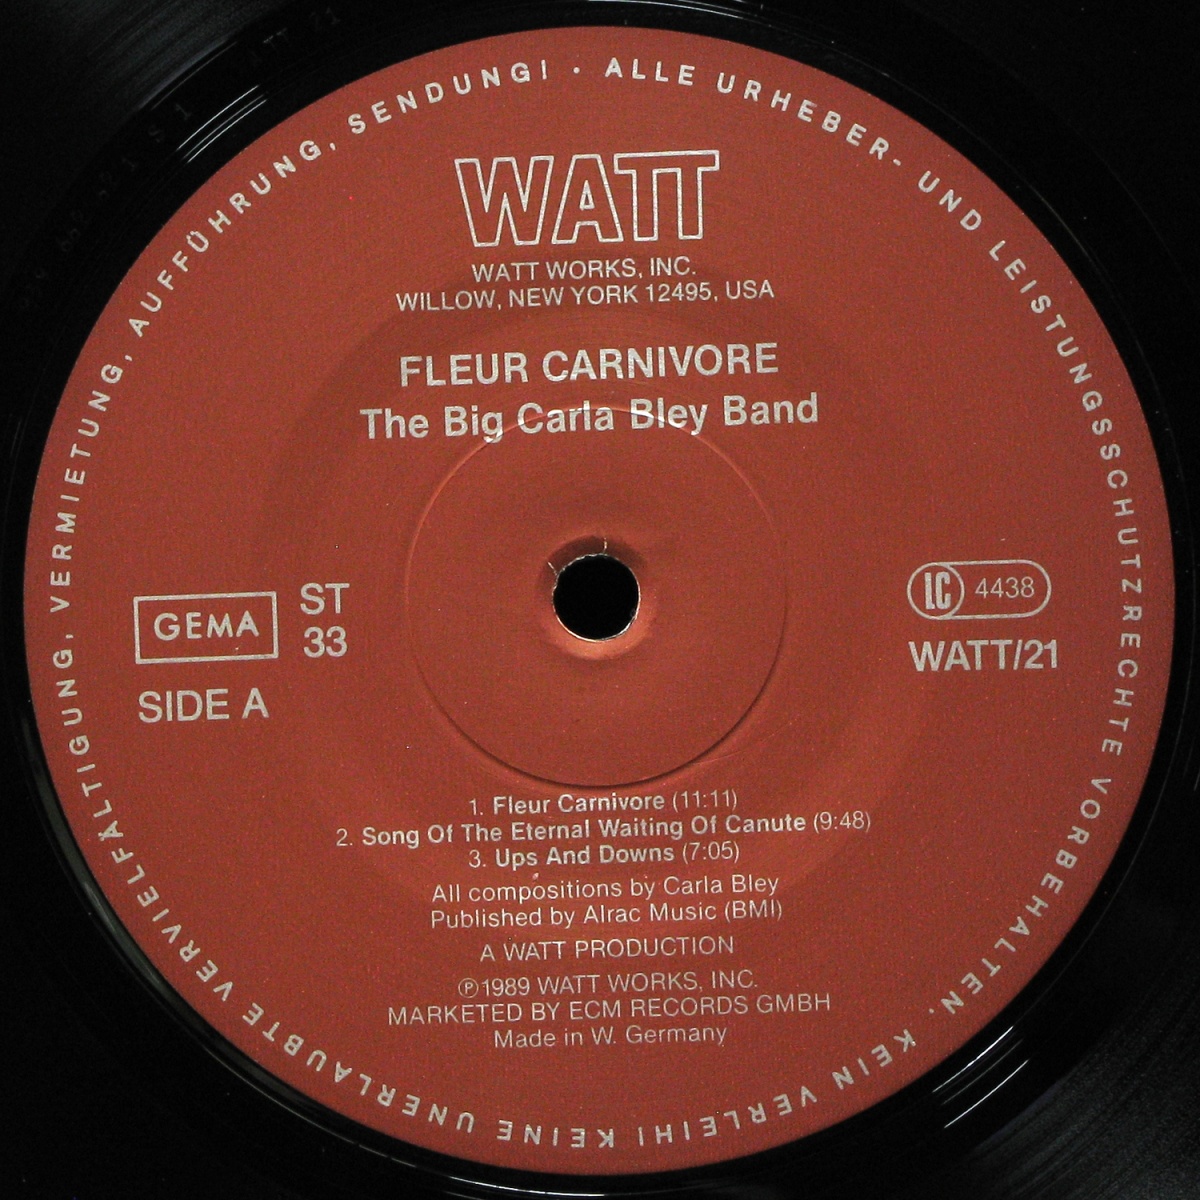 ALLE URHEBER- UND LEISTUNGSSCHUTZRECHTE VORBEHALTEN. KEIN VERLEIH! KEINE UNERLAUBTE VERVIELFÄLTIGUNG, VERMIETUNG, AUFFÜHRUNG, SENDUNG! ·
WATT
WATT WORKS, INC.
WILLOW, NEW YORK 12495, USA
FLEUR CARNIVORE
The Big Carla Bley Band
GEMA
ST
33
SIDE A
LC 4438
WATT/21
1. Fleur Carnivore (11:11)
2. Song Of The Eternal Waiting Of Canute (9:48)
3. Ups And Downs (7:05)
All compositions by Carla Bley
Published by Alrac Music (BMI)
A WATT PRODUCTION
℗1989 WATT WORKS, INC.
MARKETED BY ECM RECORDS GMBH
Made in W. Germany